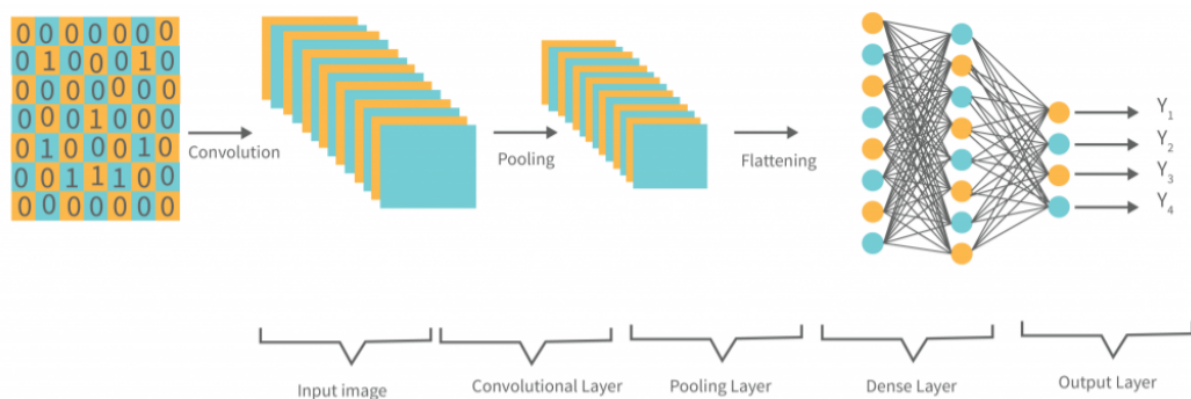 0 0 0 0 0 0 0
0 1 0 0 0 1 0
0 0 0 0 0 0 0
0 0 0 1 0 0 0
0 1 0 0 0 1 0
0 0 1 1 1 0 0
0 0 0 0 0 0 0
Convolution
Pooling
Flattening
Y1
Y2
Y3
Y4
Input image
Convolutional Layer
Pooling Layer
Dense Layer
Output Layer